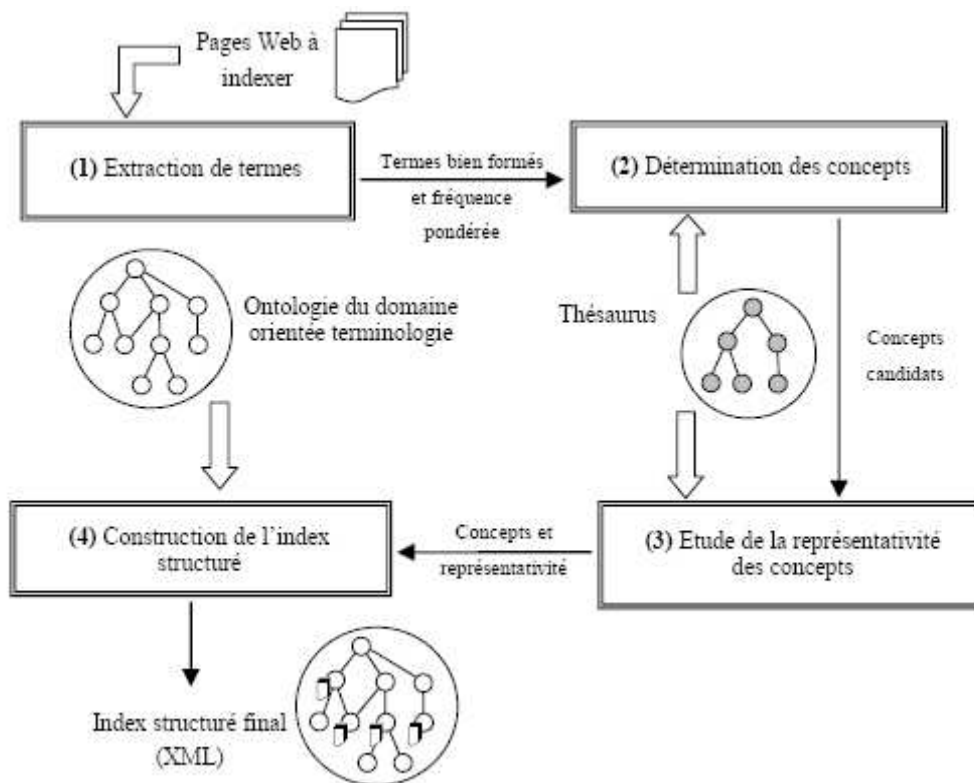 Pages Web à
indexer
(1) Extraction de termes
Termes bien formés
et fréquence
pondérée
(2) Détermination des concepts
Ontologie du domaine
orientée terminologie
Thésaurus
Concepts
candidats
(4) Construction de l'index
structuré
Concepts et
représentativité
(3) Etude de la représentativité
des concepts
Index structuré final
(XML)